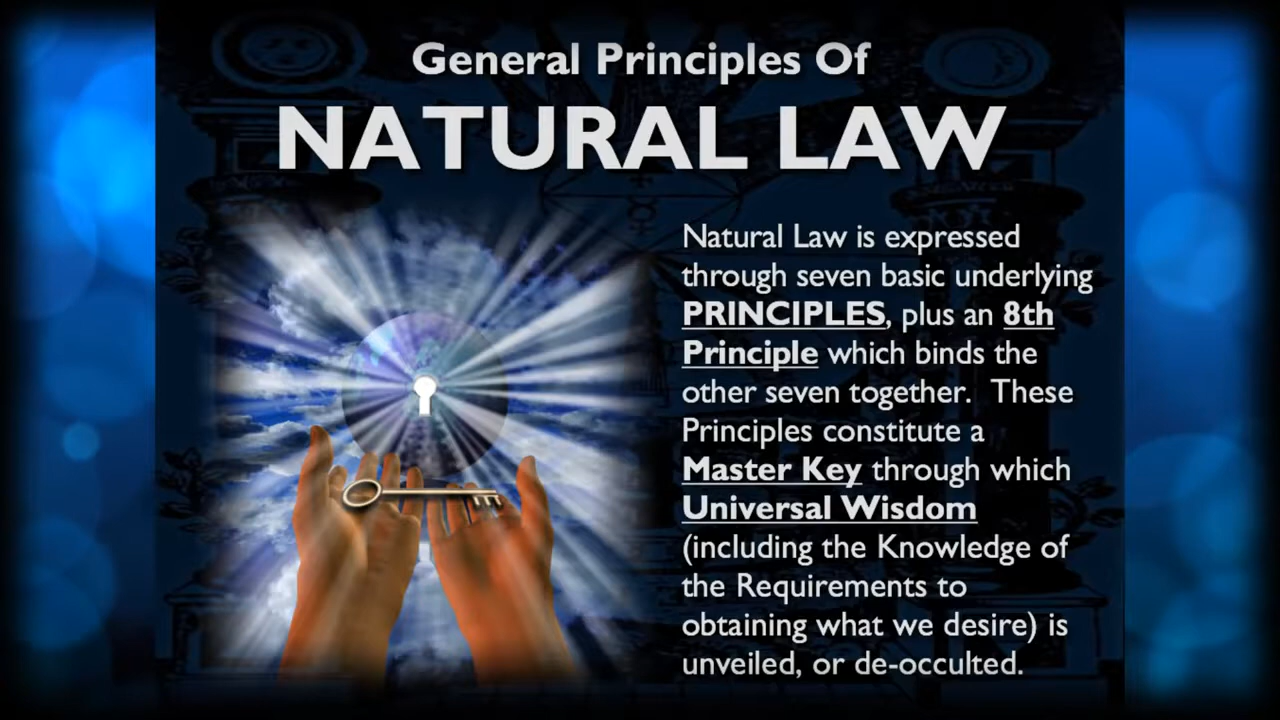 General Principles Of
NATURAL LAW
Natural Law is expressed
through seven basic underlying
PRINCIPLES, plus an 8th
Principle which binds the
other seven together.  These
Principles constitute a
Master Key through which
Universal Wisdom
(including the Knowledge of
the Requirements to
obtaining what we desire) is
unveiled, or de-occulted.